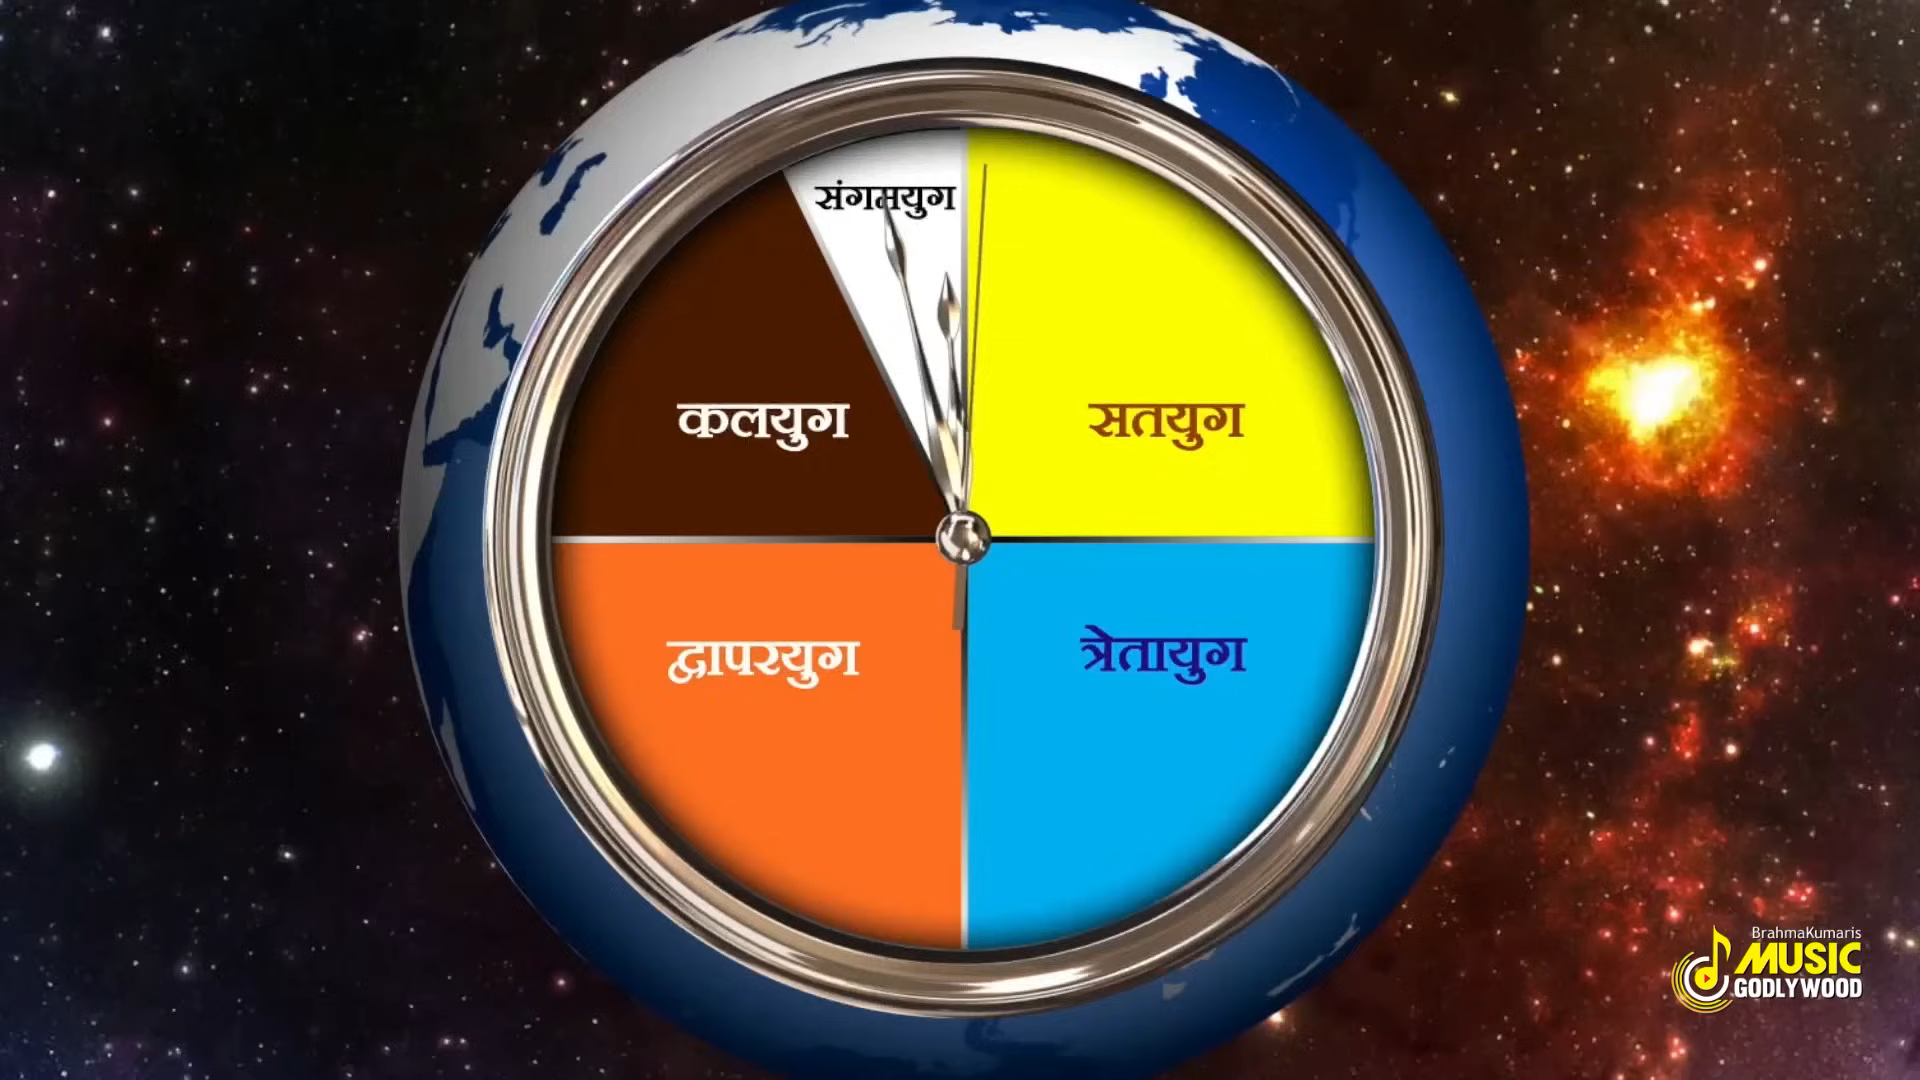 संगमयुग
कलयुग
सतयुग
द्वापरयुग
त्रेतायुग
BrahmaKumaris
MUSIC
GODLYWOOD